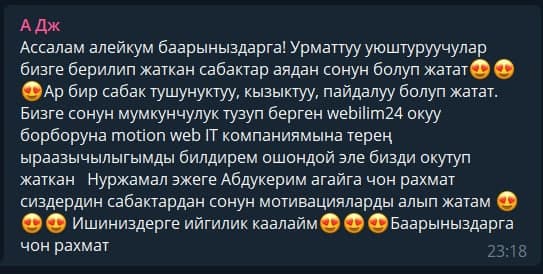 А Дж
Ассалам алейкум баарыныздарга! Урматтуу уюштуруучулар
бизге берилип жаткан сабактар аядан сонун болуп жатат😍😍
😍Ар бир сабак тушунуктуу, кызыктуу, пайдалуу болуп жатат.
Бизге сонун мумкунчулук тузуп берген webilim24 окуу
борборуна motion web IT компаниямына терең
ыраазычылыгымды билдирем ошондой эле бизди окутуп
жаткан Нуржамал эжеге Абдукерим агайга чон рахмат
сиздердин сабактардан сонун мотивацияларды алып жатам 😍
😍😍 Ишиниздерге ийгилик каалайм😍😍😍Баарыныздарга
чон рахмат
23:18